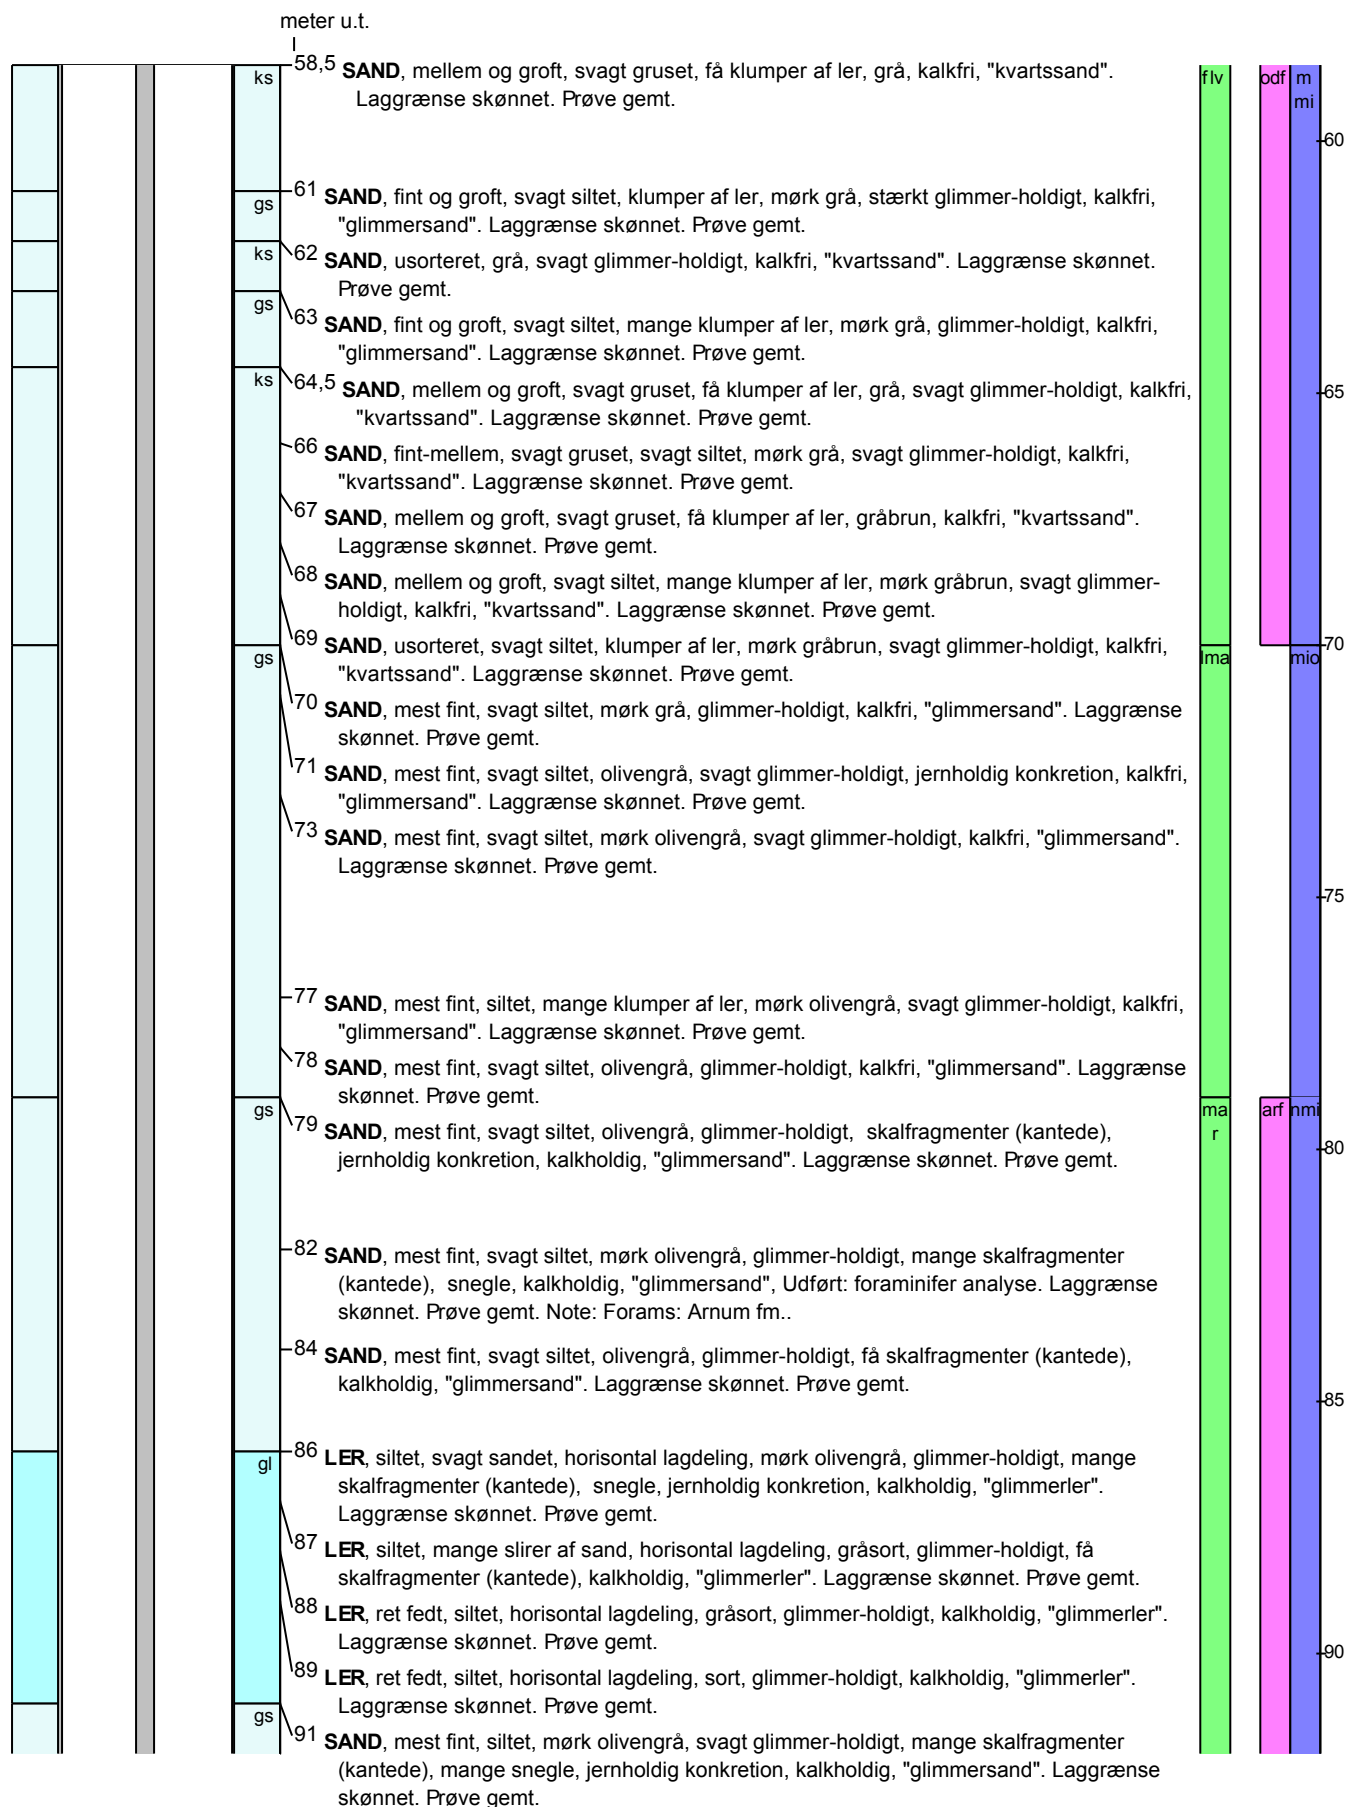 meter u.t.
58,5 SAND, mellem og groft, svagt gruset, få klumper af ler, grå, kalkfri, "kvartssand".
Laggrænse skønnet. Prøve gemt.
ks
flv
odf
m
mi
60
61 SAND, fint og groft, svagt siltet, klumper af ler, mørk grå, stærkt glimmer-holdigt, kalkfri,
"glimmersand". Laggrænse skønnet. Prøve gemt.
gs
62 SAND, usorteret, grå, svagt glimmer-holdigt, kalkfri, "kvartssand". Laggrænse skønnet.
Prøve gemt.
ks
63 SAND, fint og groft, svagt siltet, mange klumper af ler, mørk grå, glimmer-holdigt, kalkfri,
"glimmersand". Laggrænse skønnet. Prøve gemt.
gs
64,5 SAND, mellem og groft, svagt gruset, få klumper af ler, grå, svagt glimmer-holdigt, kalkfri,
"kvartssand". Laggrænse skønnet. Prøve gemt.
ks
65
66 SAND, fint-mellem, svagt gruset, svagt siltet, mørk grå, svagt glimmer-holdigt, kalkfri,
"kvartssand". Laggrænse skønnet. Prøve gemt.
67 SAND, mellem og groft, svagt gruset, få klumper af ler, gråbrun, kalkfri, "kvartssand".
Laggrænse skønnet. Prøve gemt.
68 SAND, mellem og groft, svagt siltet, mange klumper af ler, mørk gråbrun, svagt glimmer-
holdigt, kalkfri, "kvartssand". Laggrænse skønnet. Prøve gemt.
69 SAND, usorteret, svagt siltet, klumper af ler, mørk gråbrun, svagt glimmer-holdigt, kalkfri,
"kvartssand". Laggrænse skønnet. Prøve gemt.
gs
lma
mio
70
70 SAND, mest fint, svagt siltet, mørk grå, glimmer-holdigt, kalkfri, "glimmersand". Laggrænse
skønnet. Prøve gemt.
71 SAND, mest fint, svagt siltet, olivengrå, svagt glimmer-holdigt, jernholdig konkretion, kalkfri,
"glimmersand". Laggrænse skønnet. Prøve gemt.
73 SAND, mest fint, svagt siltet, mørk olivengrå, svagt glimmer-holdigt, kalkfri, "glimmersand".
Laggrænse skønnet. Prøve gemt.
75
77 SAND, mest fint, siltet, mange klumper af ler, mørk olivengrå, svagt glimmer-holdigt, kalkfri,
"glimmersand". Laggrænse skønnet. Prøve gemt.
78 SAND, mest fint, svagt siltet, olivengrå, glimmer-holdigt, kalkfri, "glimmersand". Laggrænse
skønnet. Prøve gemt.
gs
ma
r
arf
nmi
79 SAND, mest fint, svagt siltet, olivengrå, glimmer-holdigt, skalfragmenter (kantede),
jernholdig konkretion, kalkholdig, "glimmersand". Laggrænse skønnet. Prøve gemt.
80
82 SAND, mest fint, svagt siltet, mørk olivengrå, glimmer-holdigt, mange skalfragmenter
(kantede), snegle, kalkholdig, "glimmersand", Udført: foraminifer analyse. Laggrænse
skønnet. Prøve gemt. Note: Forams: Arnum fm..
84 SAND, mest fint, svagt siltet, olivengrå, glimmer-holdigt, få skalfragmenter (kantede),
kalkholdig, "glimmersand". Laggrænse skønnet. Prøve gemt.
85
86 LER, siltet, svagt sandet, horisontal lagdeling, mørk olivengrå, glimmer-holdigt, mange
skalfragmenter (kantede), snegle, jernholdig konkretion, kalkholdig, "glimmerler".
Laggrænse skønnet. Prøve gemt.
gl
87 LER, siltet, mange slirer af sand, horisontal lagdeling, gråsort, glimmer-holdigt, få
skalfragmenter (kantede), kalkholdig, "glimmerler". Laggrænse skønnet. Prøve gemt.
88 LER, ret fedt, siltet, horisontal lagdeling, gråsort, glimmer-holdigt, kalkholdig, "glimmerler".
Laggrænse skønnet. Prøve gemt.
90
89 LER, ret fedt, siltet, horisontal lagdeling, sort, glimmer-holdigt, kalkholdig, "glimmerler".
Laggrænse skønnet. Prøve gemt.
gs
91 SAND, mest fint, siltet, mørk olivengrå, svagt glimmer-holdigt, mange skalfragmenter
(kantede), mange snegle, jernholdig konkretion, kalkholdig, "glimmersand". Laggrænse
skønnet. Prøve gemt.